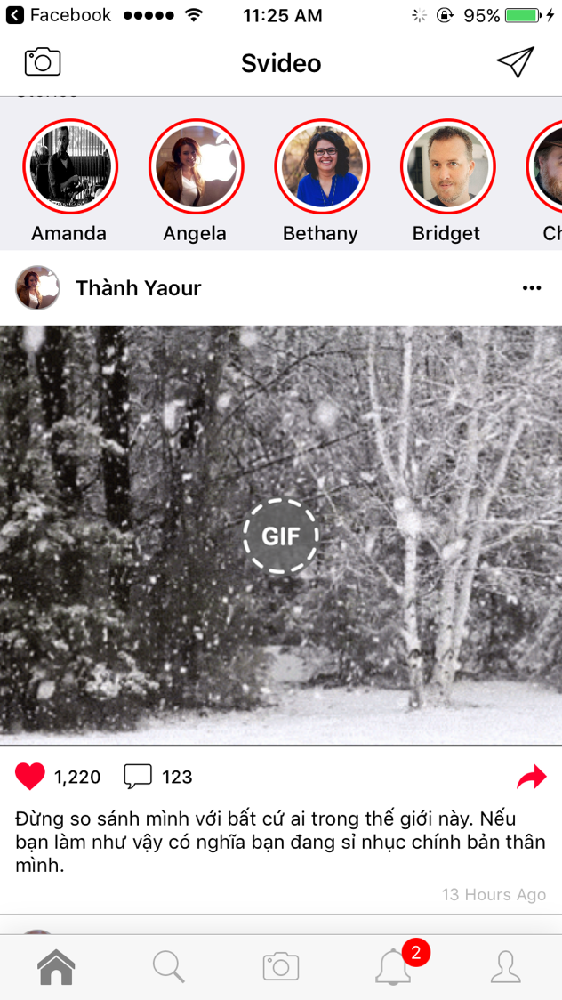 Facebook 11:25 AM 95%
Svideo
Amanda Angela Bethany Bridget
Thành Yaour
GIF
1,220 123
Đừng so sánh mình với bất cứ ai trong thế giới này. Nếu
bạn làm như vậy có nghĩa bạn đang sỉ nhục chính bản thân
mình.
13 Hours Ago
2